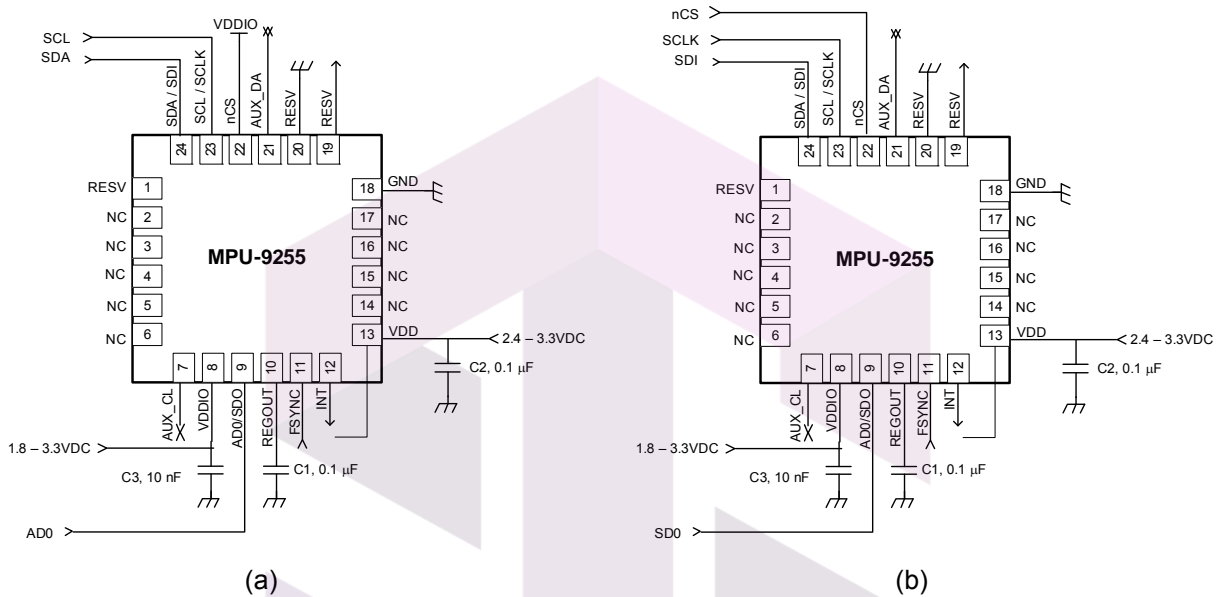 SCL
SDA
VDDIO
SDA / SDI
SCL / SCLK
nCS
AUX_DA
RESV
RESV
24
23
22
21
20
19
RESV 1
NC 2
NC 3
NC 4
NC 5
NC 6
MPU-9255
18 GND
17 NC
16 NC
15 NC
14 NC
13 VDD
2.4 – 3.3VDC
C2, 0.1 μF
7
8
9
10
11
12
AUX_CL
VDDIO
AD0/SDO
REGOUT
FSYNC
INT
1.8 – 3.3VDC
C3, 10 nF
C1, 0.1 μF
AD0
(a)
nCS
SCLK
SDI
SDA / SDI
SCL / SCLK
nCS
AUX_DA
RESV
RESV
24
23
22
21
20
19
RESV 1
NC 2
NC 3
NC 4
NC 5
NC 6
MPU-9255
18 GND
17 NC
16 NC
15 NC
14 NC
13 VDD
2.4 – 3.3VDC
C2, 0.1 μF
7
8
9
10
11
12
AUX_CL
VDDIO
AD0/SDO
REGOUT
FSYNC
INT
1.8 – 3.3VDC
C3, 10 nF
C1, 0.1 μF
SD0
(b)